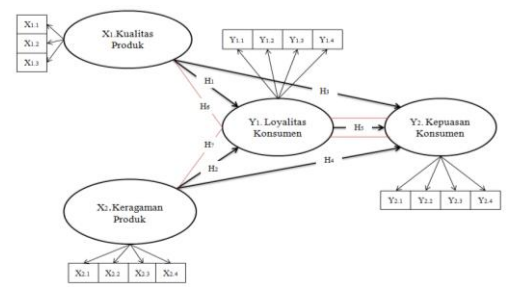 X1.1
X1.2
X1.3
X1.Kualitas
Produk
Y1.1 Y1.2 Y1.3 Y1.4
H1
H3
H6
Y1. Loyalitas
Konsumen
H5
Y2. Kepuasan
Konsumen
H7
H2
H4
X2.Keragaman
Produk
Y2.1 Y2.2 Y2.3 Y2.4
X2.1 X2.2 X2.3 X2.4